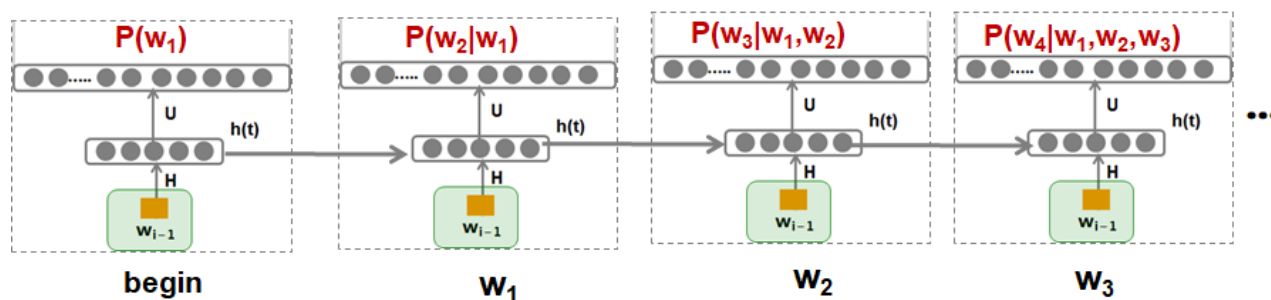 P(w₁) P(w₂|w₁) P(w₃|w₁,w₂) P(w₄|w₁,w₂,w₃)
..... ..... ..... .....
U U U U
h(t) h(t) h(t) h(t)
...
H H H H
wᵢ₋₁ wᵢ₋₁ wᵢ₋₁ wᵢ₋₁
begin w₁ w₂ w₃